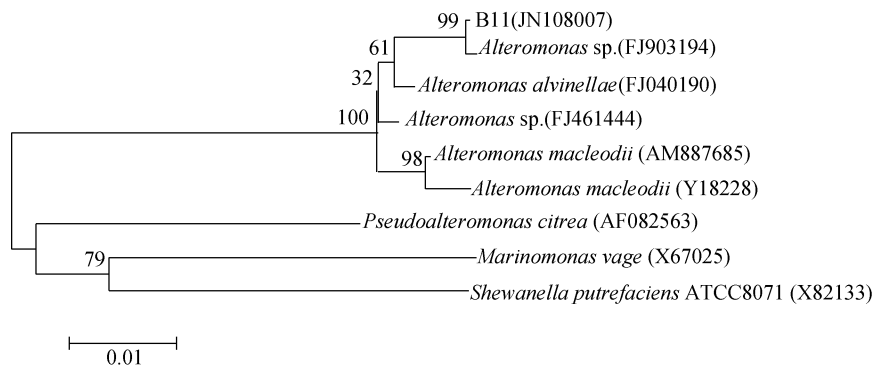 99 B11(JN108007)
Alteromonas sp.(FJ903194)
61
Alteromonas alvinellae(FJ040190)
32
100
Alteromonas sp.(FJ461444)
98 Alteromonas macleodii (AM887685)
Alteromonas macleodii (Y18228)
Pseudoalteromonas citrea (AF082563)
79 Marinomonas vage (X67025)
Shewanella putrefaciens ATCC8071 (X82133)
0.01